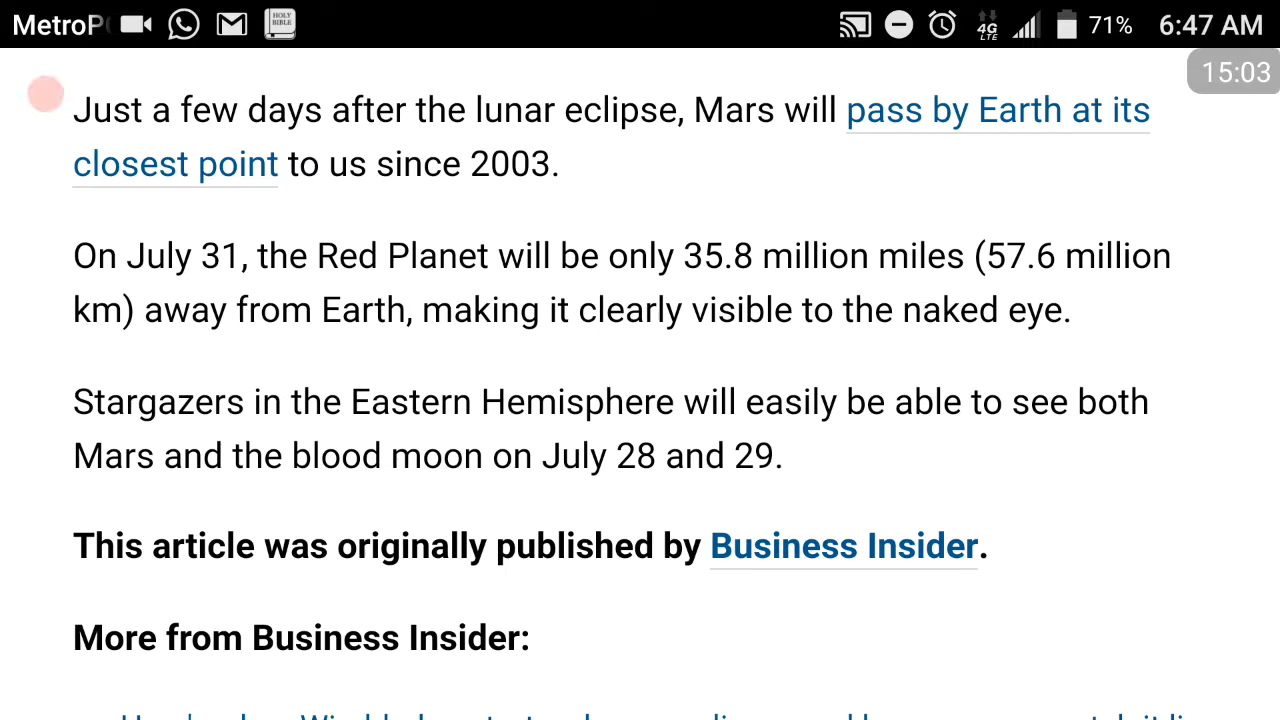 MetroP
HOLY BIBLE
4G LTE
71%
6:47 AM
15:03
Just a few days after the lunar eclipse, Mars will pass by Earth at its
closest point to us since 2003.
On July 31, the Red Planet will be only 35.8 million miles (57.6 million
km) away from Earth, making it clearly visible to the naked eye.
Stargazers in the Eastern Hemisphere will easily be able to see both
Mars and the blood moon on July 28 and 29.
This article was originally published by Business Insider.
More from Business Insider: